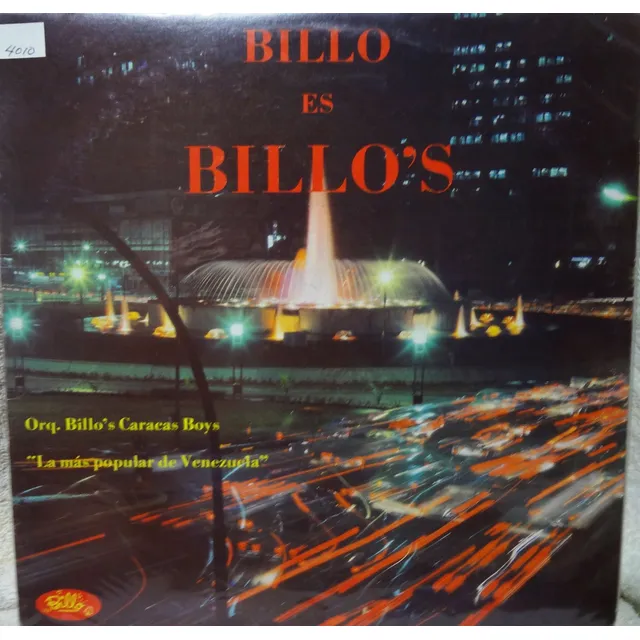 4010
BILLO
ES
BILLO'S
Orq. Billo's Caracas Boys
"La más popular de Venezuela"
Billo